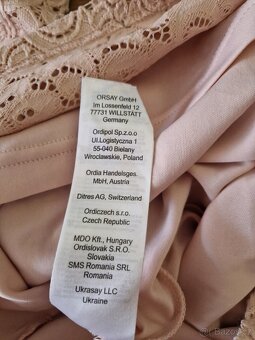 ORSAY GmbH
Im Lossenfeld 12
77731 WILLSTÄTT
Germany
Ordipol Sp.z.o.o
Ul.Logistyczna 1
55-040 Bielany
Wroclawskie, Poland
Ordia Handelsges.
MbH, Austria
Ditres AG, Switzerland
Ordiczech s.r.o.
Czech Republic
MDO Kft., Hungary
Ordislovak S.R.O.
Slovakia
SMS Romania SRL
Romania
Ukrasay LLC
Ukraine